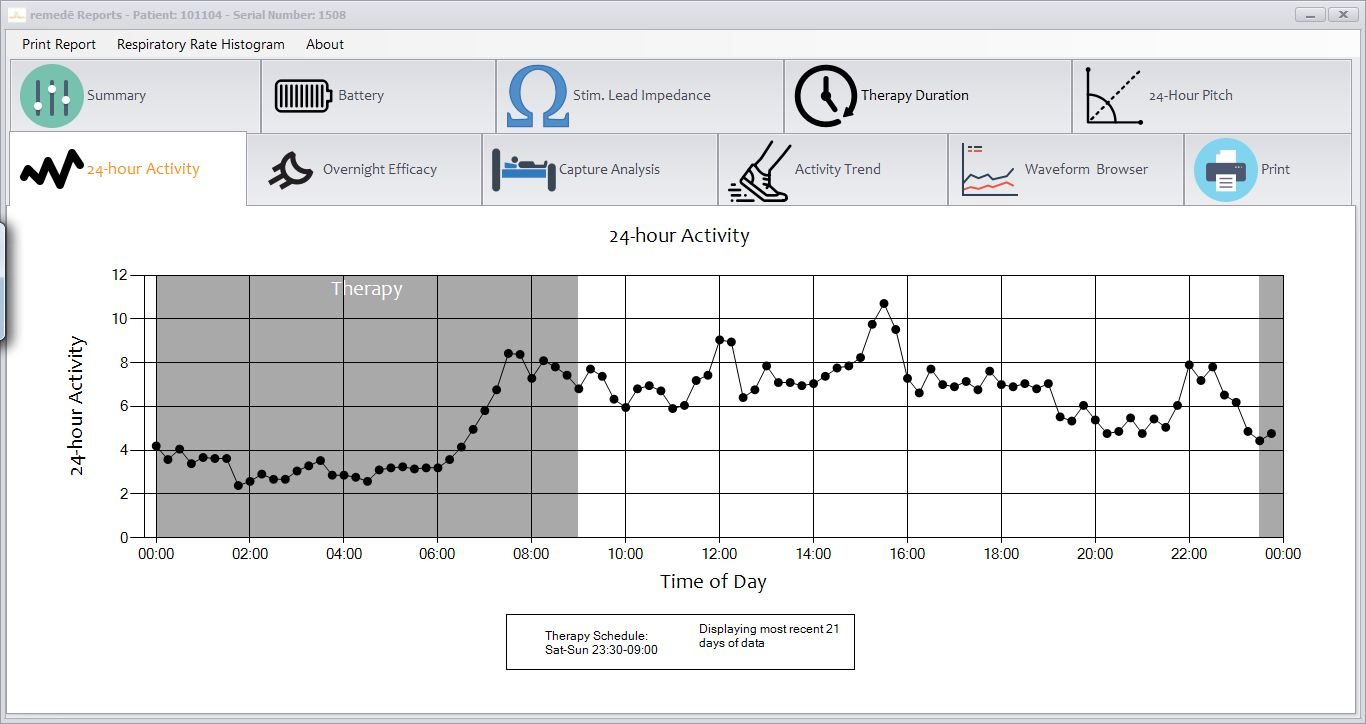 remedē Reports - Patient: 101104 - Serial Number: 1508
Print Report Respiratory Rate Histogram About
Summary Battery Stim. Lead Impedance Therapy Duration 24-Hour Pitch
24-hour Activity Overnight Efficacy Capture Analysis Activity Trend Waveform Browser Print
24-hour Activity
Therapy
12
10
8
6
4
2
0
24-hour Activity
00:00 02:00 04:00 06:00 08:00 10:00 12:00 14:00 16:00 18:00 20:00 22:00 00:00
Time of Day
Therapy Schedule:
Sat-Sun 23:30-09:00
Displaying most recent 21
days of data